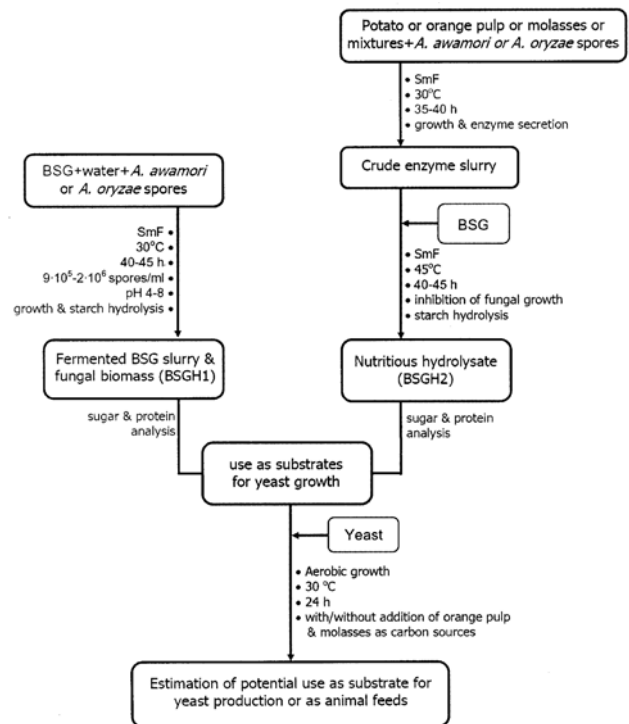 Potato or orange pulp or molasses or
mixtures+A. awamori or A. oryzae spores
• SmF
• 30°C
• 35-40 h
• growth & enzyme secretion
Crude enzyme slurry
BSG
• SmF
• 45°C
• 40-45 h
• inhibition of fungal growth
• starch hydrolysis
Nutritious hydrolysate
(BSGH2)
sugar & protein
analysis
BSG+water+A. awamori
or A. oryzae spores
SmF •
30°C •
40-45 h •
9·10⁵-2·10⁶ spores/ml •
pH 4-8 •
growth & starch hydrolysis •
Fermented BSG slurry &
fungal biomass (BSGH1)
sugar & protein
analysis
use as substrates
for yeast growth
Yeast
• Aerobic growth
• 30 °C
• 24 h
• with/without addition of orange pulp
& molasses as carbon sources
Estimation of potential use as substrate for
yeast production or as animal feeds